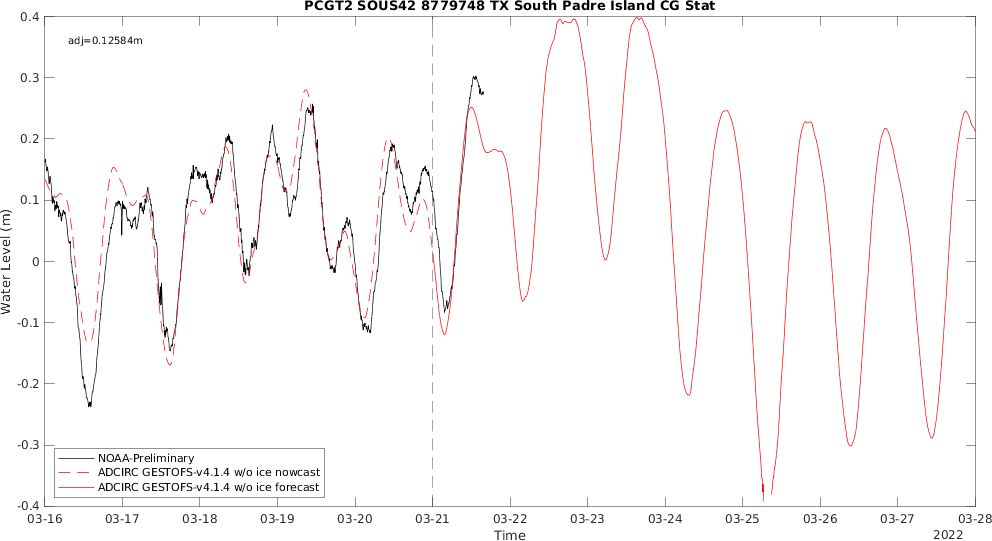 PCGT2 SOUS42 8779748 TX South Padre Island CG Stat
adj=0.12584m
0.4
0.3
0.2
0.1
0
-0.1
-0.2
-0.3
-0.4
Water Level (m)
NOAA-Preliminary
ADCIRC GESTOFS-v4.1.4 w/o ice nowcast
ADCIRC GESTOFS-v4.1.4 w/o ice forecast
03-16 03-17 03-18 03-19 03-20 03-21 03-22 03-23 03-24 03-25 03-26 03-27 03-28
Time
2022